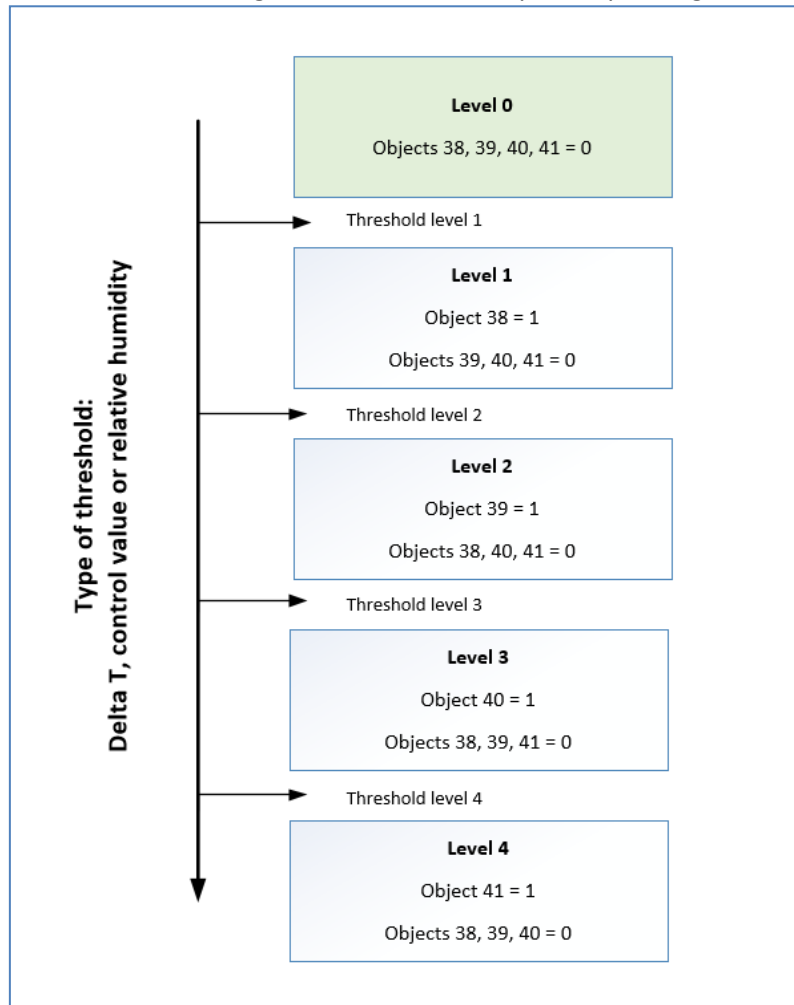 Level 0
Objects 38, 39, 40, 41 = 0
Threshold level 1
Level 1
Object 38 = 1
Objects 39, 40, 41 = 0
Threshold level 2
Level 2
Object 39 = 1
Objects 38, 40, 41 = 0
Threshold level 3
Level 3
Object 40 = 1
Objects 38, 39, 41 = 0
Threshold level 4
Level 4
Object 41 = 1
Objects 38, 39, 40 = 0
Type of threshold:
Delta T, control value or relative humidity